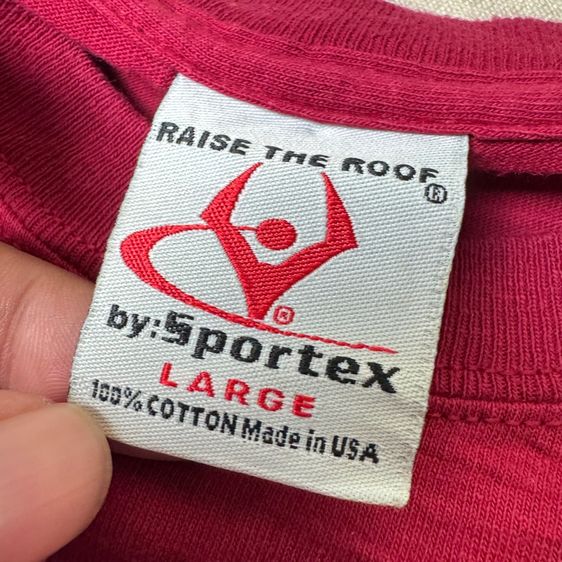 RAISE THE ROOF®
®
by: Sportex
LARGE
100% COTTON Made in USA